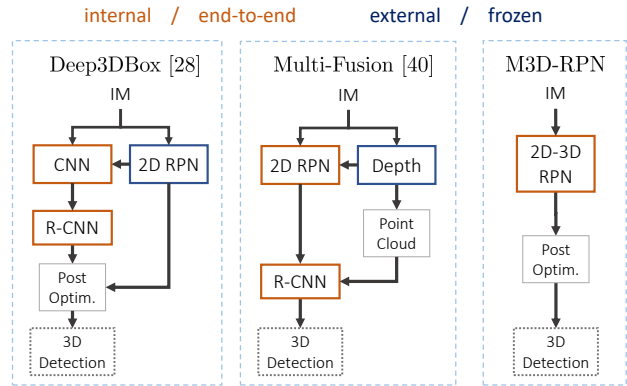 internal / end-to-end
external / frozen
Deep3DBox [28]
IM
CNN
2D RPN
R-CNN
Post
Optim.
3D
Detection
Multi-Fusion [40]
IM
2D RPN
Depth
Point
Cloud
R-CNN
3D
Detection
M3D-RPN
IM
2D-3D
RPN
Post
Optim.
3D
Detection